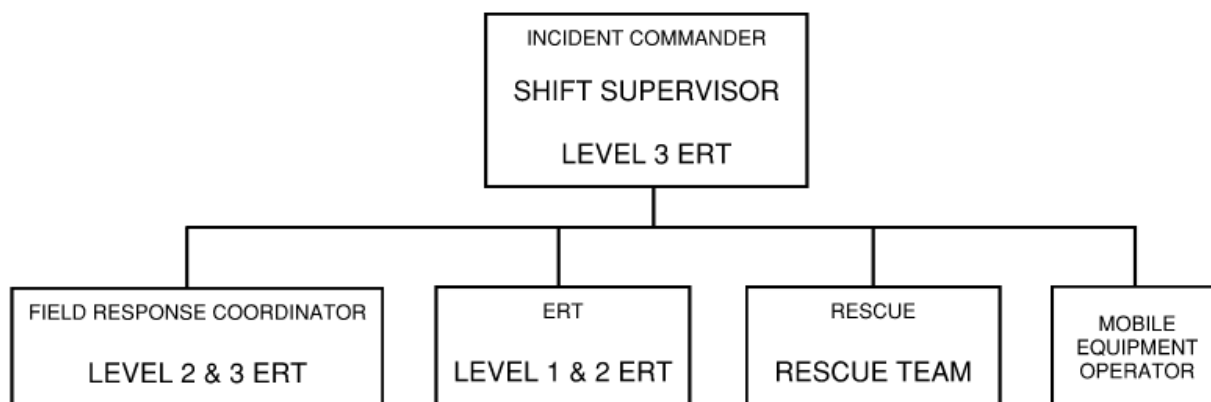 INCIDENT COMMANDER
SHIFT SUPERVISOR
LEVEL 3 ERT
FIELD RESPONSE COORDINATOR
LEVEL 2 & 3 ERT
ERT
LEVEL 1 & 2 ERT
RESCUE
RESCUE TEAM
MOBILE
EQUIPMENT
OPERATOR